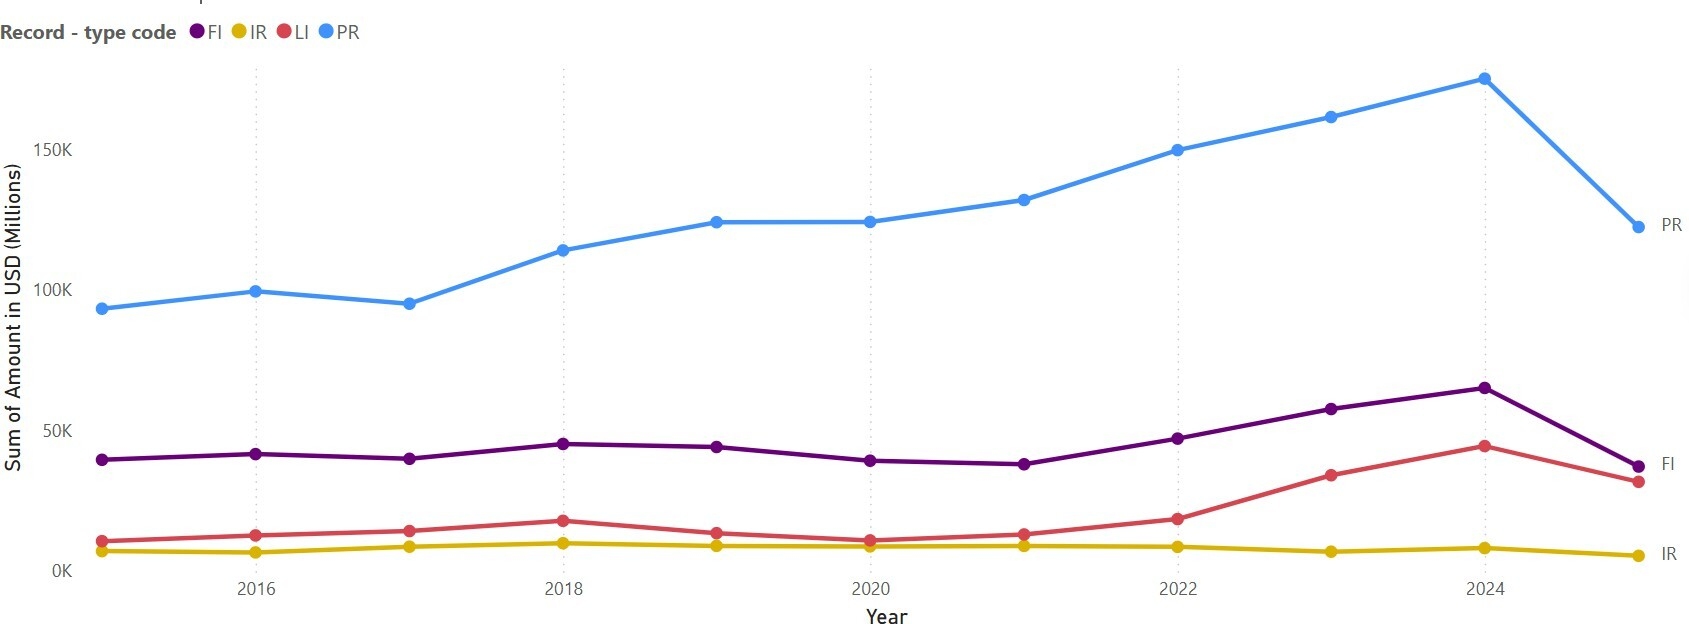 Record - type code FI IR LI PR
Sum of Amount in USD (Millions)
150K
100K
50K
0K
PR
FI
IR
2016 2018 2020 2022 2024
Year